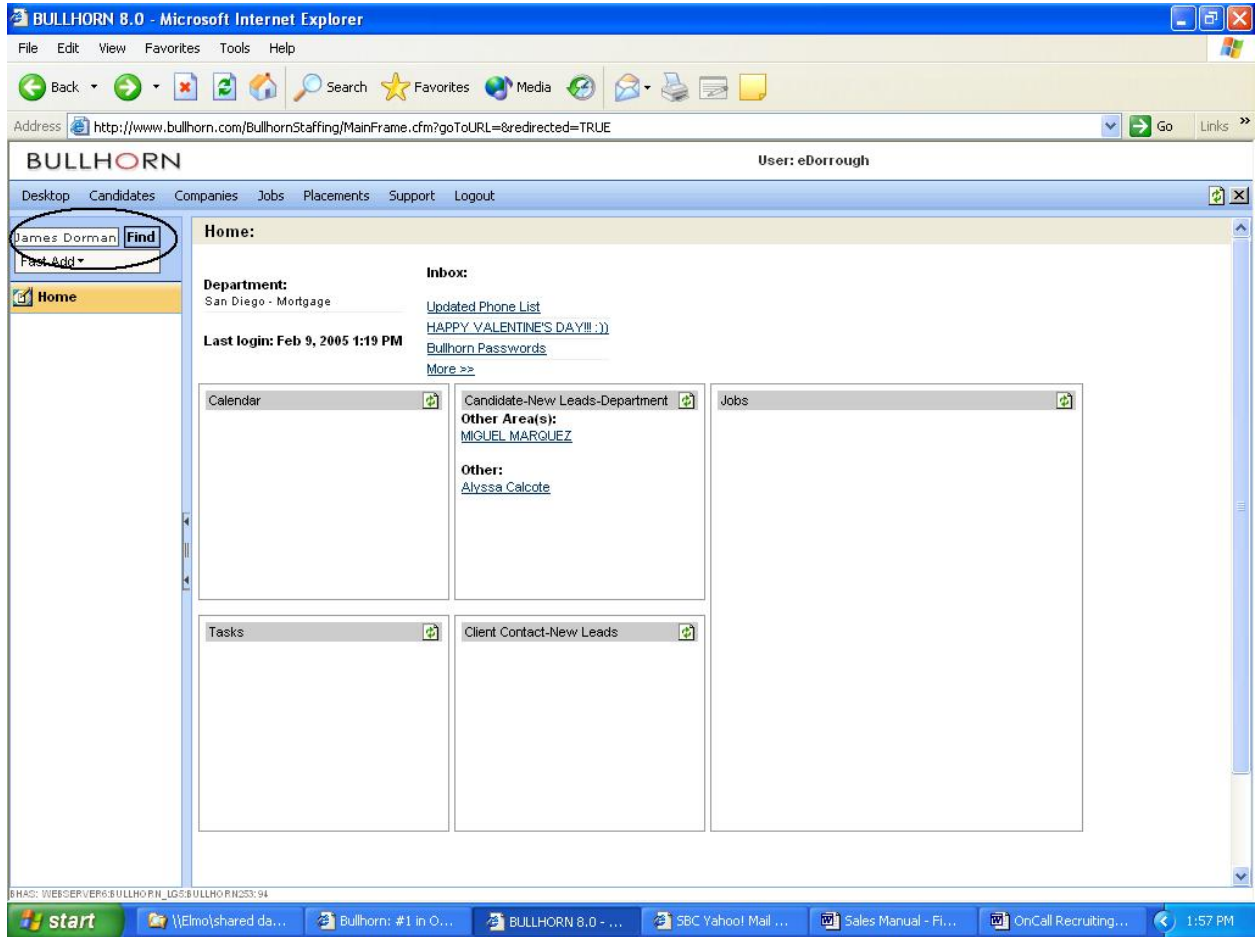 BULLHORN 8.0 - Microsoft Internet Explorer
File Edit View Favorites Tools Help
Back Search Favorites Media
Address http://www.bullhorn.com/BullhornStaffing/MainFrame.cfm?goToURL=&redirected=TRUE Go Links »
BULLHORN User: eDorrough
Desktop Candidates Companies Jobs Placements Support Logout
James Dorman Find
Fast Add
Home
Home:
Department:
San Diego - Mortgage
Last login: Feb 9, 2005 1:19 PM
Inbox:
Updated Phone List
HAPPY VALENTINE'S DAY!!! :))
Bullhorn Passwords
More >>
Calendar
Candidate-New Leads-Department
Other Area(s):
MIGUEL MARQUEZ
Other:
Alyssa Calcote
Jobs
Tasks
Client Contact-New Leads
BHAS: WEBSERVER6:BULLHORN_LG5:BULLHORN253:94
start \\Elmo\shared da... Bullhorn: #1 in O... BULLHORN 8.0 - ... SBC Yahoo! Mail ... Sales Manual - Fi... OnCall Recruiting... 1:57 PM